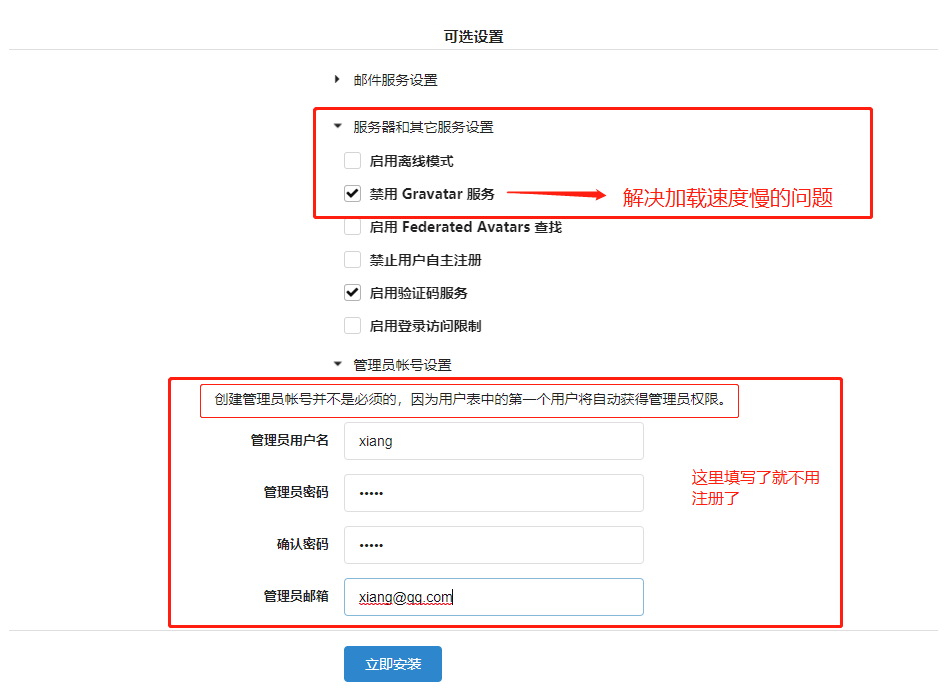 可选设置
邮件服务设置
服务器和其它服务设置
启用离线模式
禁用 Gravatar 服务
解决加载速度慢的问题
启用 Federated Avatars 查找
禁止用户自主注册
启用验证码服务
启用登录访问限制
管理员帐号设置
创建管理员帐号并不是必须的，因为用户表中的第一个用户将自动获得管理员权限。
管理员用户名
xiang
管理员密码
•••••
这里填写了就不用
注册了
确认密码
•••••
管理员邮箱
xiang@qq.com
立即安装